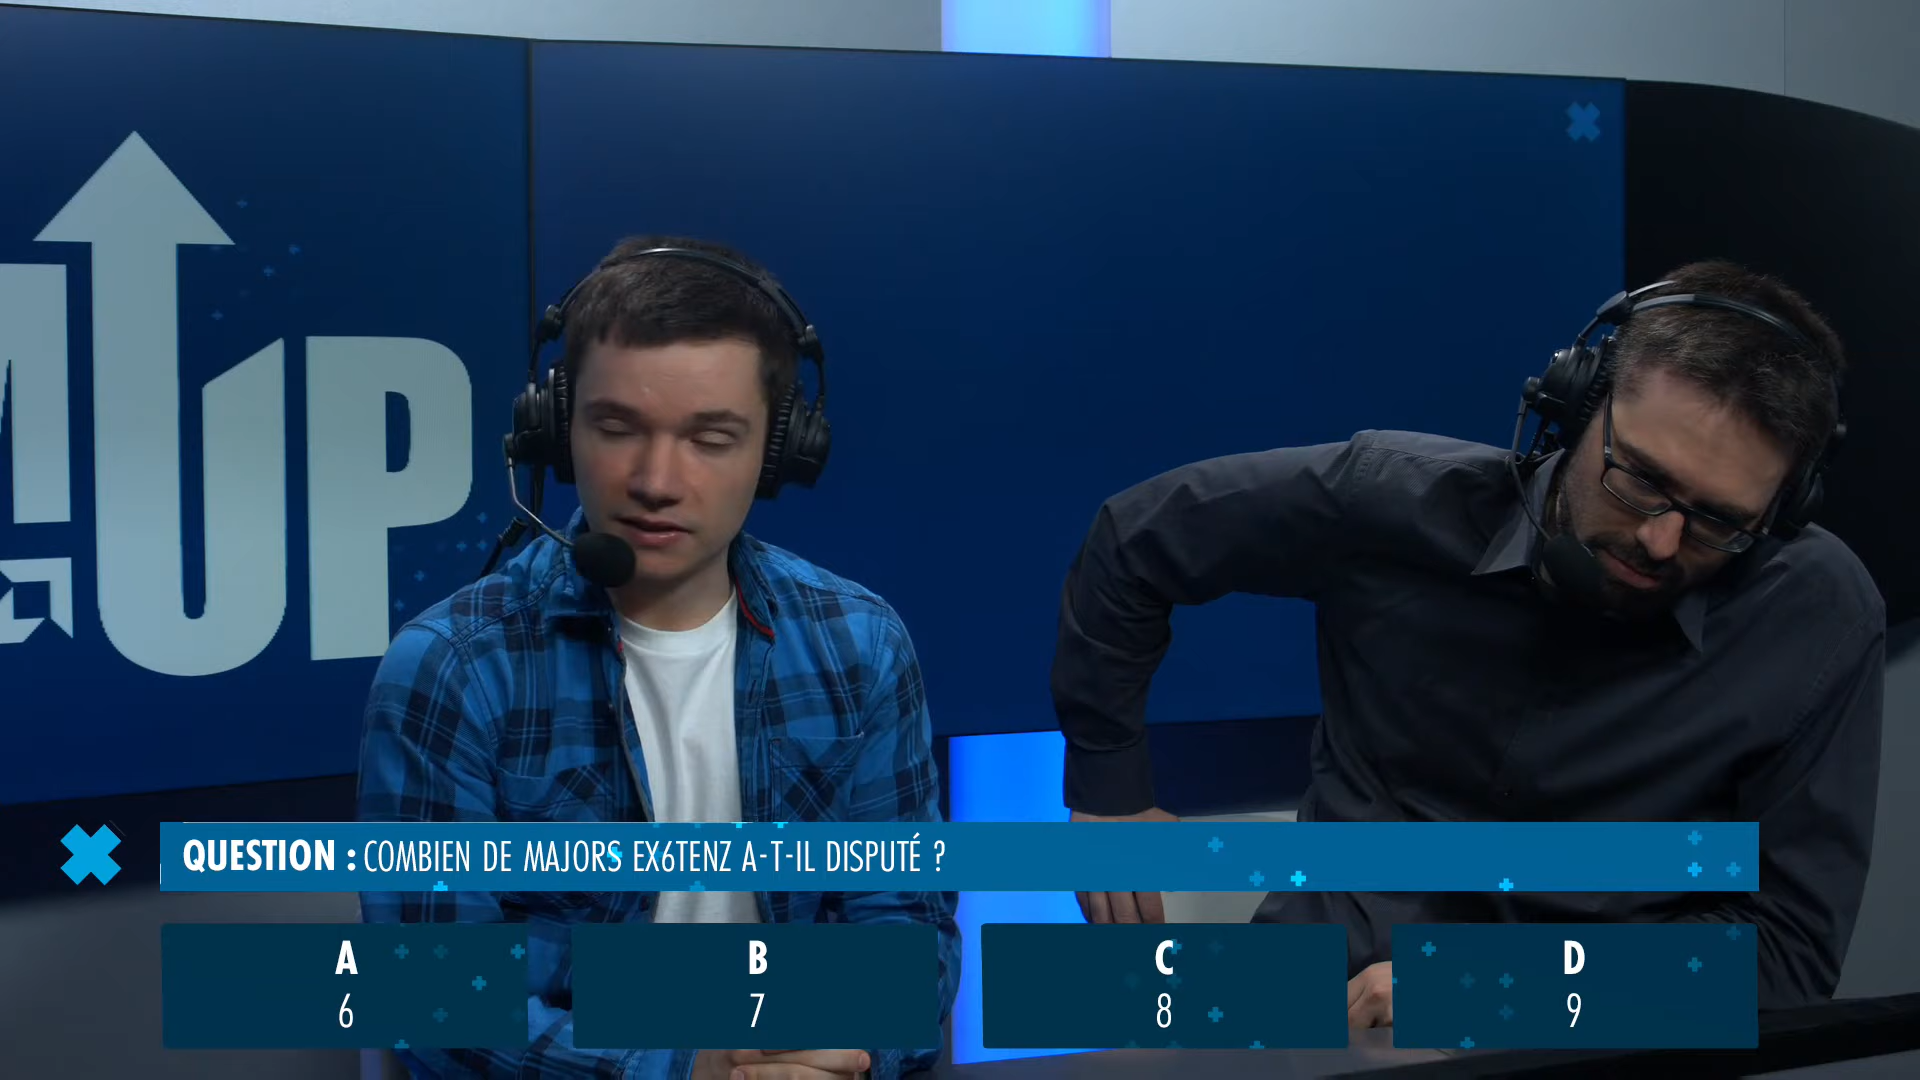 UP
QUESTION : COMBIEN DE MAJORS EX6TENZ A-T-IL DISPUTÉ ?
A
6
B
7
C
8
D
9